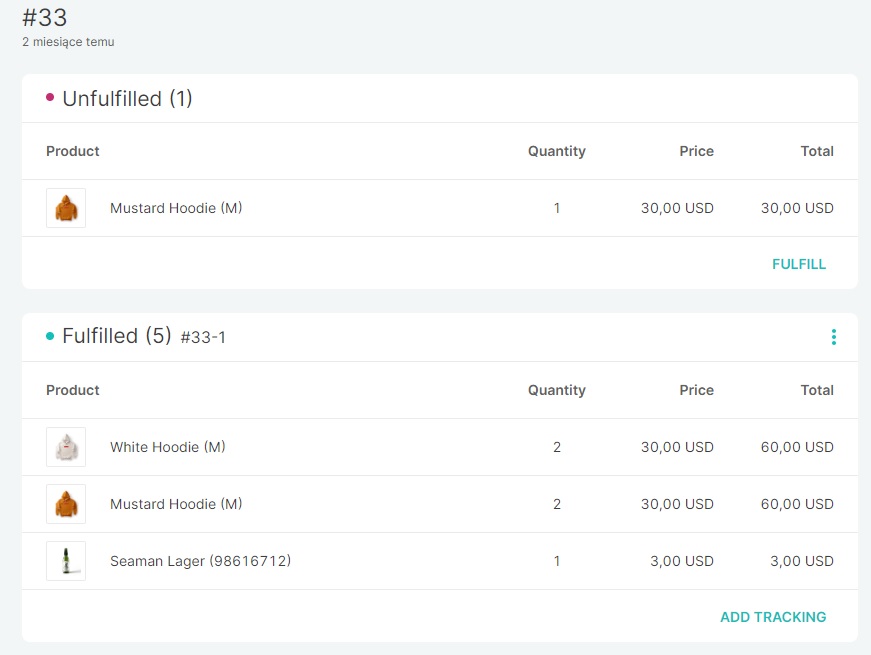 #33
2 miesiące temu
Unfulfilled (1)
Product Quantity Price Total
Mustard Hoodie (M) 1 30,00 USD 30,00 USD
FULFILL
Fulfilled (5) #33-1
Product Quantity Price Total
White Hoodie (M) 2 30,00 USD 60,00 USD
Mustard Hoodie (M) 2 30,00 USD 60,00 USD
Seaman Lager (98616712) 1 3,00 USD 3,00 USD
ADD TRACKING